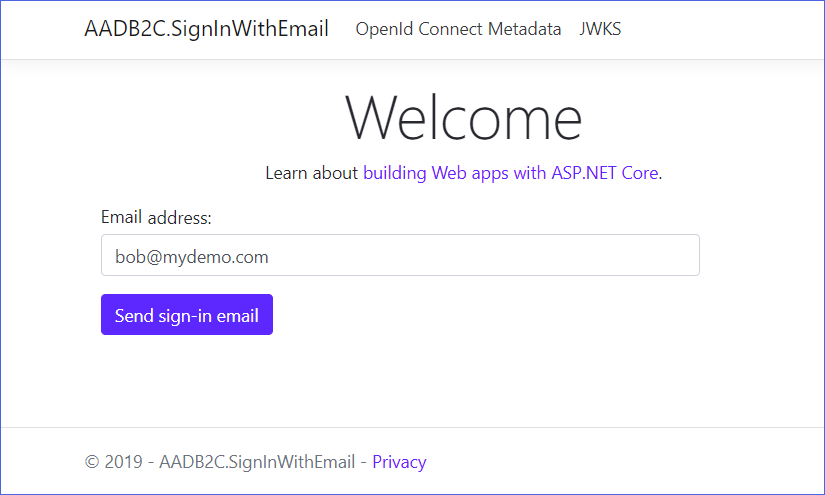 AADB2C.SignInWithEmail OpenId Connect Metadata JWKS
Welcome
Learn about building Web apps with ASP.NET Core.
Email address:
bob@mydemo.com
Send sign-in email
© 2019 - AADB2C.SignInWithEmail - Privacy